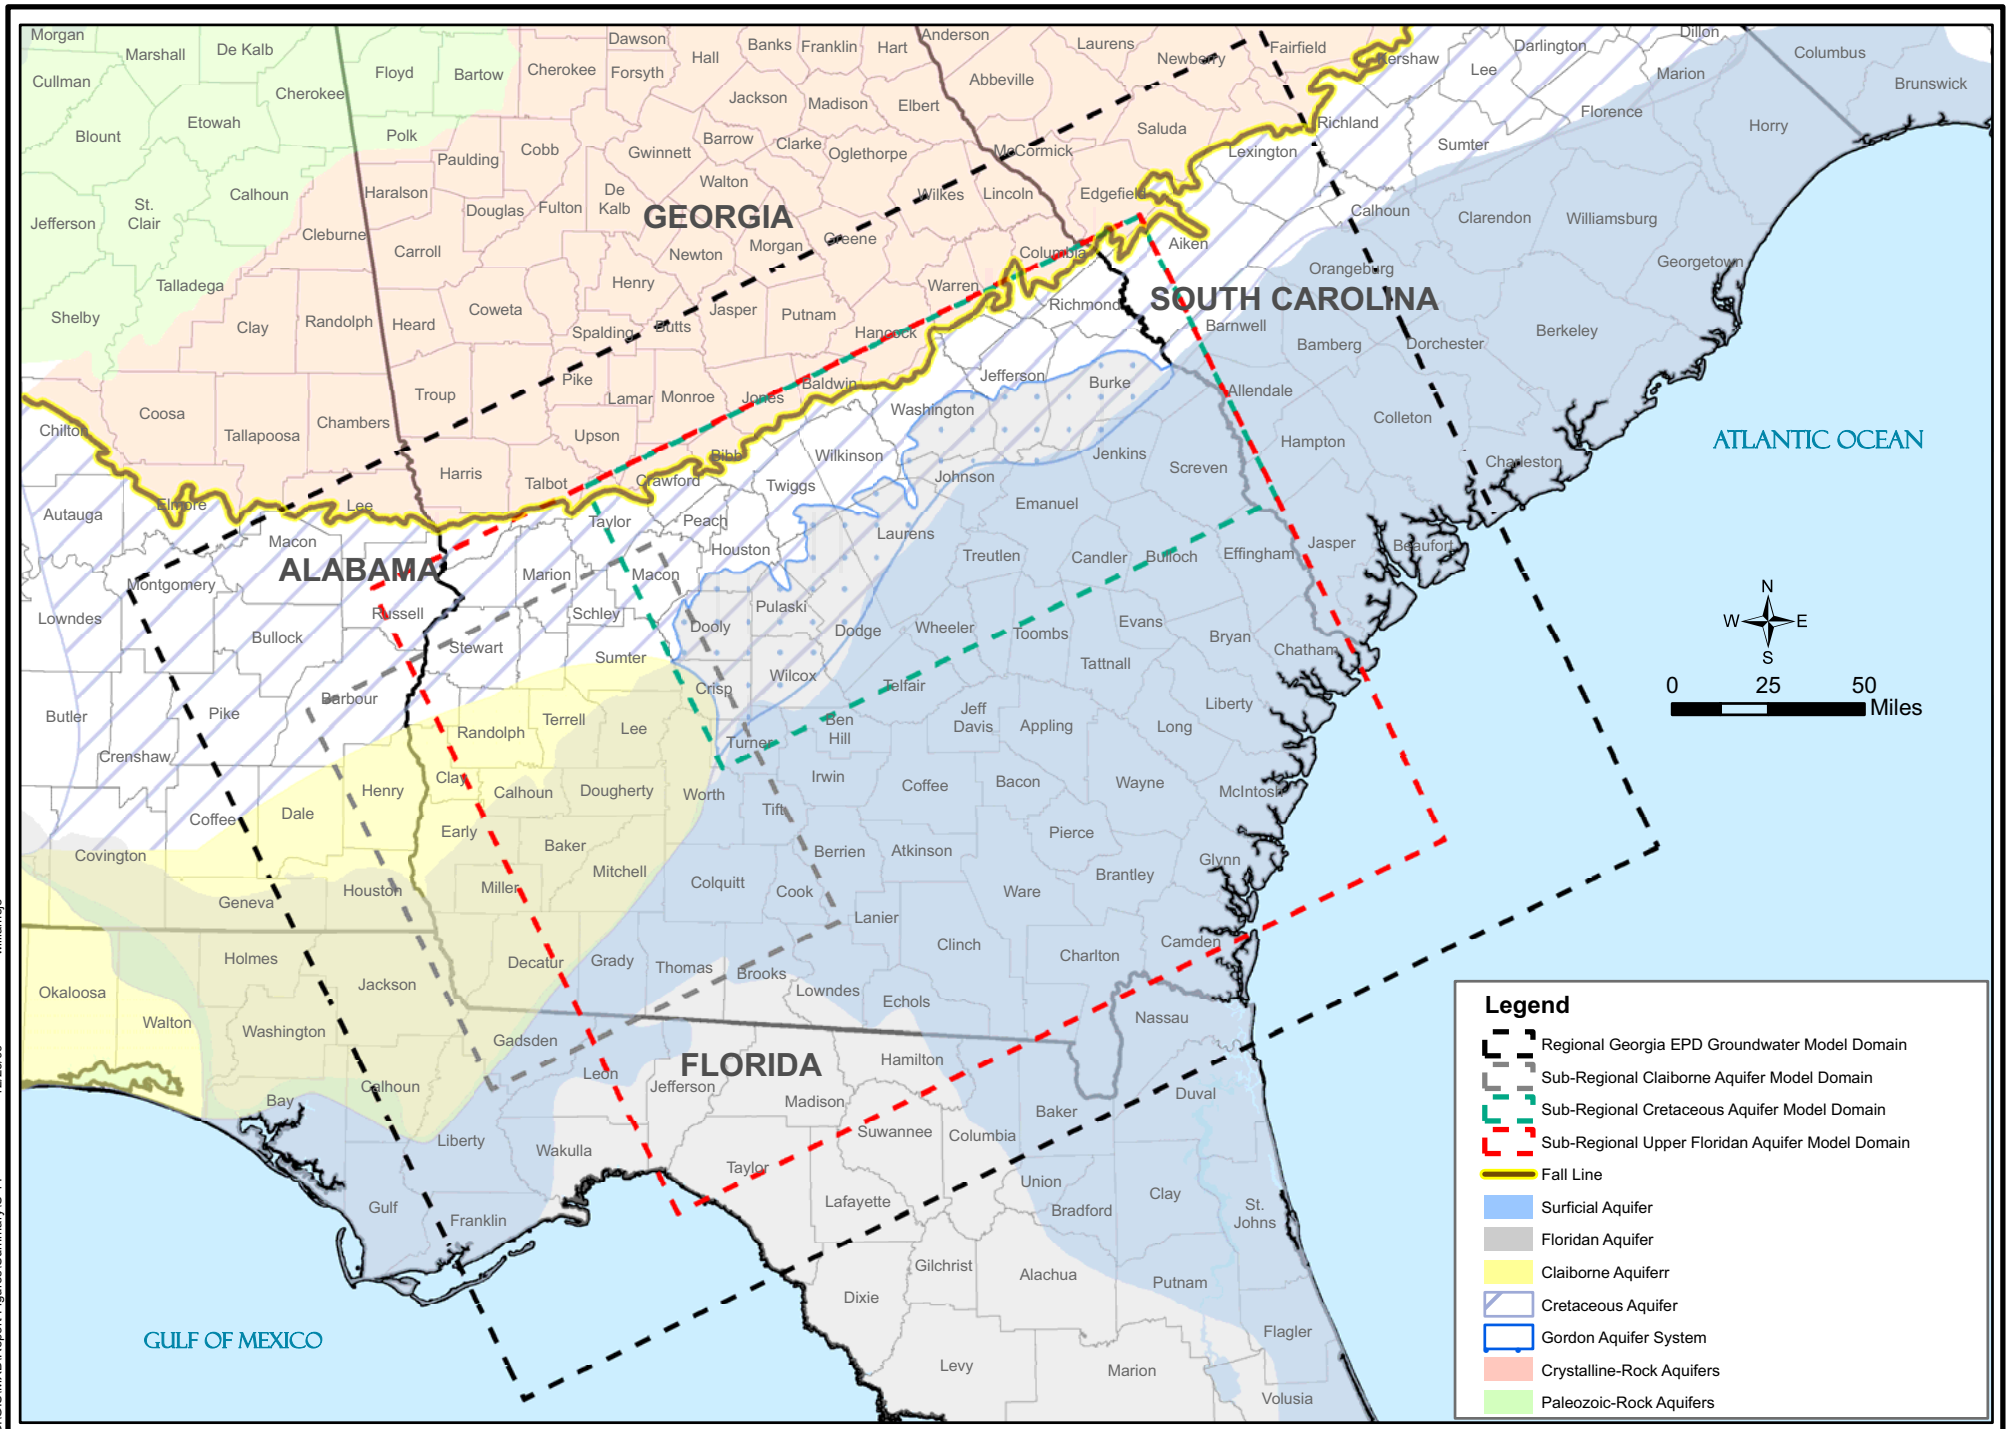 Morgan
Marshall
De Kalb
Cullman
Cherokee
Etowah
Blount
Calhoun
St.
Clair
Jefferson
Talladega
Shelby
Floyd
Bartow
Polk
Cherokee
Dawson
Forsyth
Hall
Banks
Franklin
Hart
Anderson
Abbeville
Laurens
Newberry
Fairfield
Kershaw
Lee
Darlington
Dillon
Marion
Columbus
Brunswick
Jackson
Madison
Elbert
Paulding
Cobb
Gwinnett
Barrow
Clarke
Oglethorpe
McCormick
Saluda
Lexington
Richland
Sumter
Florence
Horry
Haralson
Douglas
Fulton
De
Kalb
Walton
Wilkes
Lincoln
Edgefield
Calhoun
Clarendon
Williamsburg
GEORGIA
Cleburne
Carroll
Newton
Morgan
Greene
Columbia
Aiken
Orangeburg
Georgetown
Henry
Warren
Richmond
SOUTH CAROLINA
Clay
Randolph
Heard
Coweta
Spalding
Butts
Jasper
Putnam
Hancock
Barnwell
Bamberg
Dorchester
Berkeley
Coosa
Tallapoosa
Chambers
Troup
Pike
Lamar
Monroe
Jones
Baldwin
Washington
Jefferson
Burke
Allendale
Colleton
Chilton
Upson
Hampton
Charleston
ATLANTIC OCEAN
Harris
Talbot
Crawford
Bibb
Wilkinson
Johnson
Jenkins
Screven
Autauga
Elmore
Lee
Macon
Taylor
Peach
Twiggs
Houston
Laurens
Emanuel
Treutlen
Candler
Bulloch
Effingham
Jasper
Beaufort
ALABAMA
Montgomery
Marion
Macon
Lowndes
Bullock
Russell
Stewart
Schley
Sumter
Dooly
Pulaski
Dodge
Wheeler
Toombs
Evans
Tattnall
Bryan
Chatham
N
W
E
S
Butler
Pike
Barbour
Crisp
Wilcox
Telfair
Crenshaw
Randolph
Terrell
Lee
Turner
Ben
Hill
Jeff
Davis
Appling
Long
Liberty
0
25
50
Miles
Coffee
Dale
Henry
Clay
Calhoun
Dougherty
Worth
Irwin
Tift
Coffee
Bacon
Wayne
McIntosh
Covington
Early
Baker
Mitchell
Berrien
Atkinson
Pierce
Glynn
Geneva
Houston
Miller
Colquitt
Cook
Lanier
Ware
Brantley
Okaloosa
Walton
Holmes
Jackson
Washington
Decatur
Grady
Thomas
Brooks
Lowndes
Echols
Clinch
Charlton
Camden
Gadsden
Leon
FLORIDA
Jefferson
Madison
Hamilton
Nassau
Calhoun
Bay
Liberty
Wakulla
Taylor
Suwannee
Columbia
Baker
Duval
Gulf
Franklin
Lafayette
Union
Bradford
Clay
St.
Johns
Gilchrist
Alachua
Dixie
Putnam
GULF OF MEXICO
Levy
Marion
Flagler
Volusia
Legend
Regional Georgia EPD Groundwater Model Domain
Sub-Regional Claiborne Aquifer Model Domain
Sub-Regional Cretaceous Aquifer Model Domain
Sub-Regional Upper Floridan Aquifer Model Domain
Fall Line
Surficial Aquifer
Floridan Aquifer
Claiborne Aquiferr
Cretaceous Aquifer
Gordon Aquifer System
Crystalline-Rock Aquifers
Paleozoic-Rock Aquifers